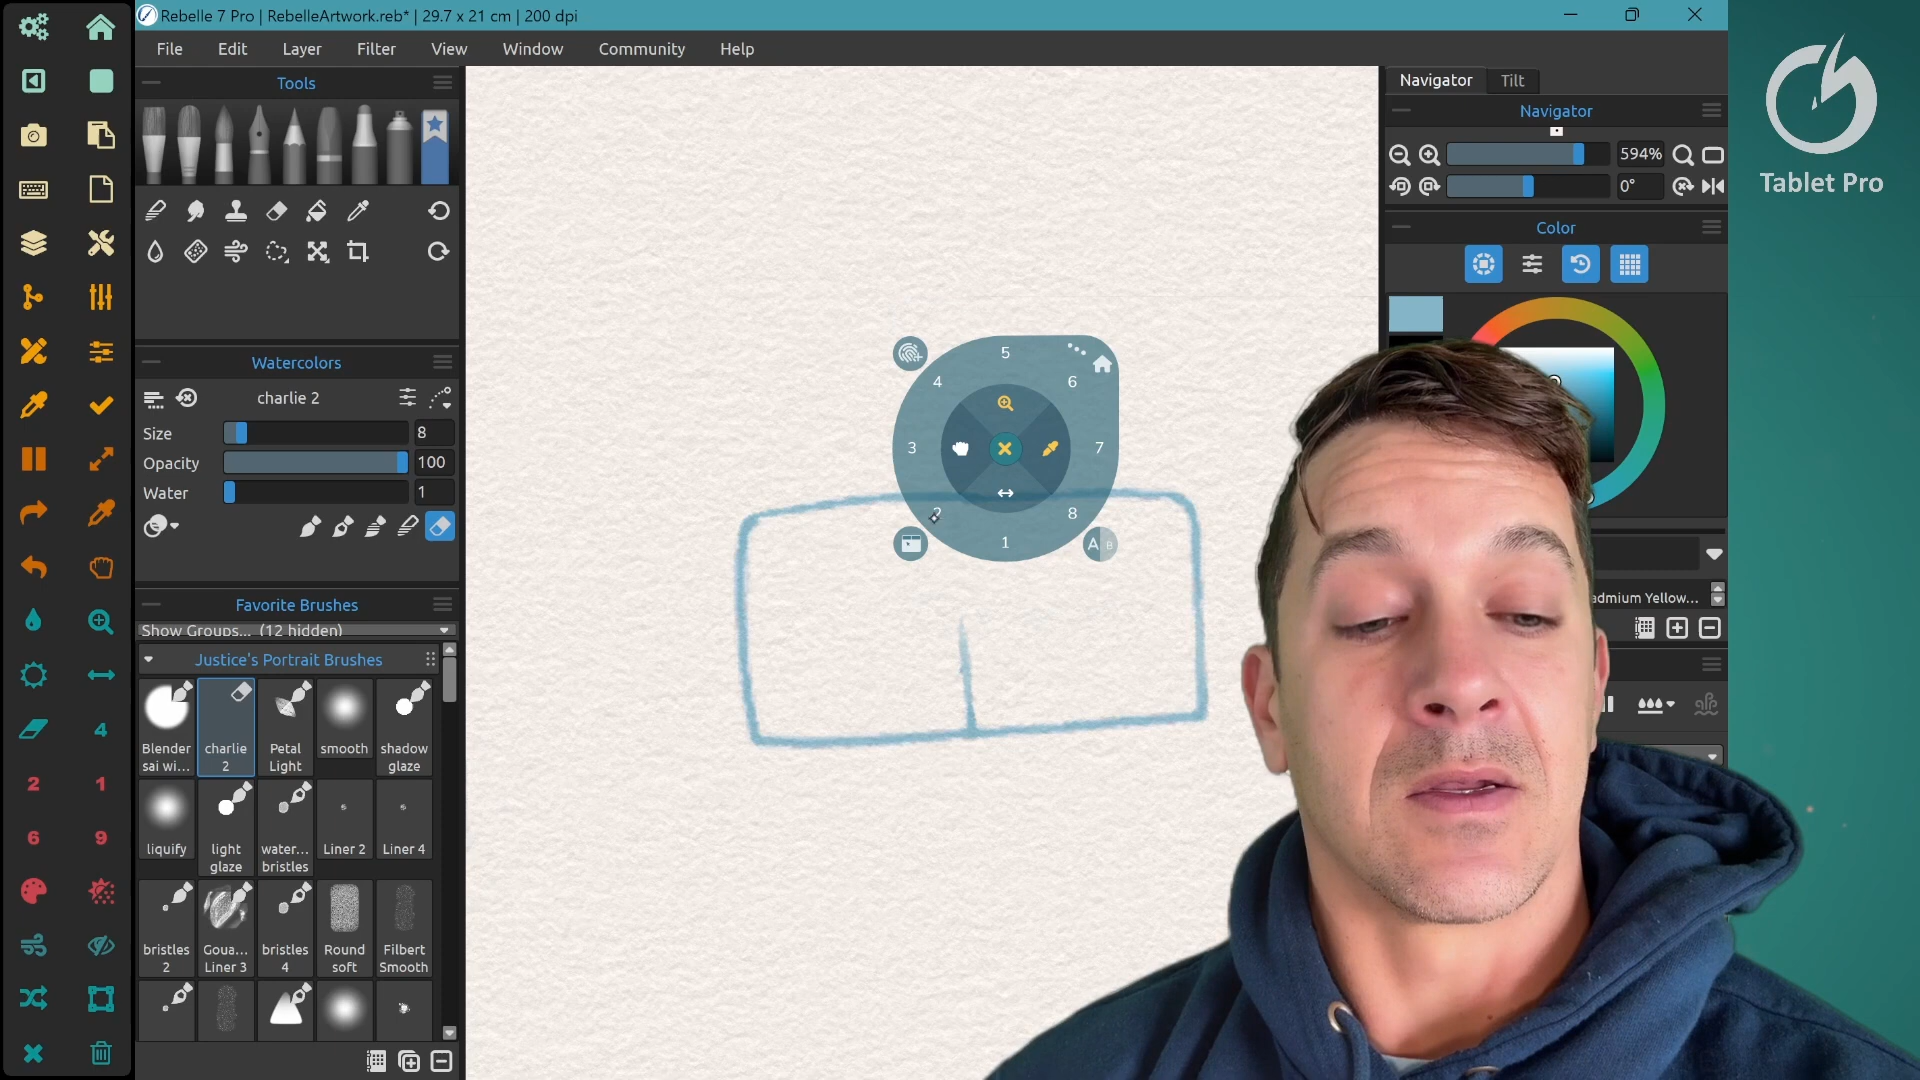 Rebelle 7 Pro | RebelleArtwork.reb* | 29.7 x 21 cm | 200 dpi
File Edit Layer Filter View Window Community Help
Tools
Watercolors
charlie 2
Size 8
Opacity 100
Water 1
Favorite Brushes
Show Groups... (12 hidden)
Justice's Portrait Brushes
Blender sai wi...
charlie 2
Petal Light
smooth
shadow glaze
liquify
light glaze
water... bristles
Liner 2
Liner 4
bristles 2
Goua... Liner 3
bristles 4
Round soft
Filbert Smooth
4
2 1
6 9
5
4 6
3 7
2 8
1
A B
Navigator Tilt
Navigator
594%
0°
Color
admium Yellow...
Tablet Pro